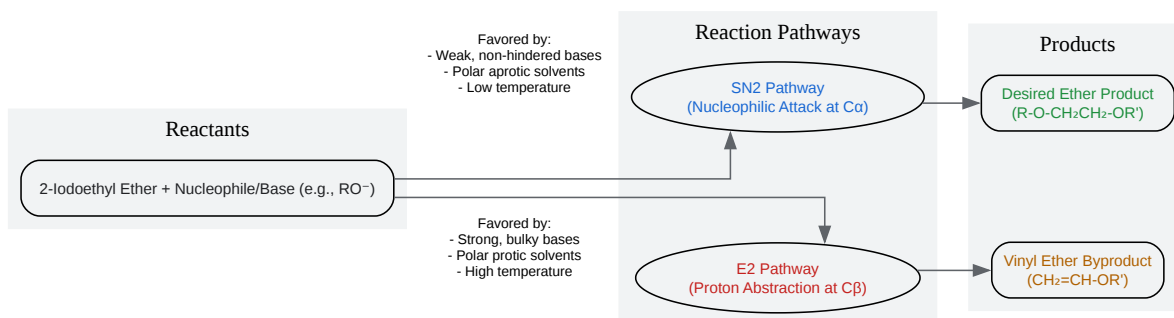 Reactants
2-Iodoethyl Ether + Nucleophile/Base (e.g., RO⁻)
Favored by:
- Weak, non-hindered bases
- Polar aprotic solvents
- Low temperature
Favored by:
- Strong, bulky bases
- Polar protic solvents
- High temperature
Reaction Pathways
SN2 Pathway
(Nucleophilic Attack at Cα)
E2 Pathway
(Proton Abstraction at Cβ)
Products
Desired Ether Product
(R-O-CH₂CH₂-OR')
Vinyl Ether Byproduct
(CH₂=CH-OR')